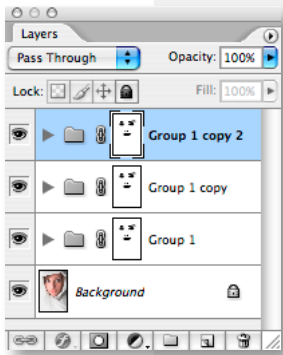 Layers
Pass Through Opacity: 100%
Lock: Fill: 100%
Group 1 copy 2
Group 1 copy
Group 1
Background